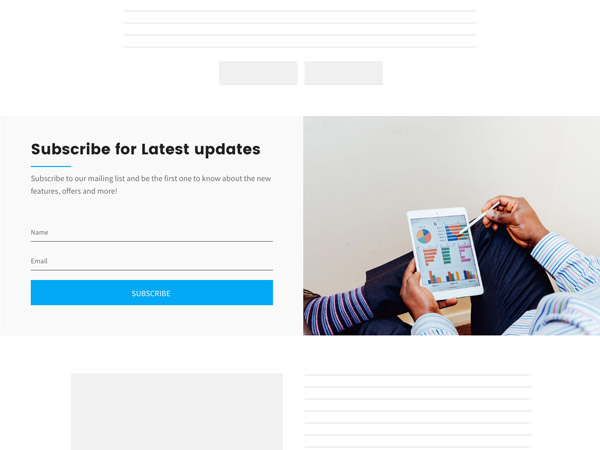 Subscribe for Latest updates
Subscribe to our mailing list and be the first one to know about the new
features, offers and more!
Name
Email
SUBSCRIBE